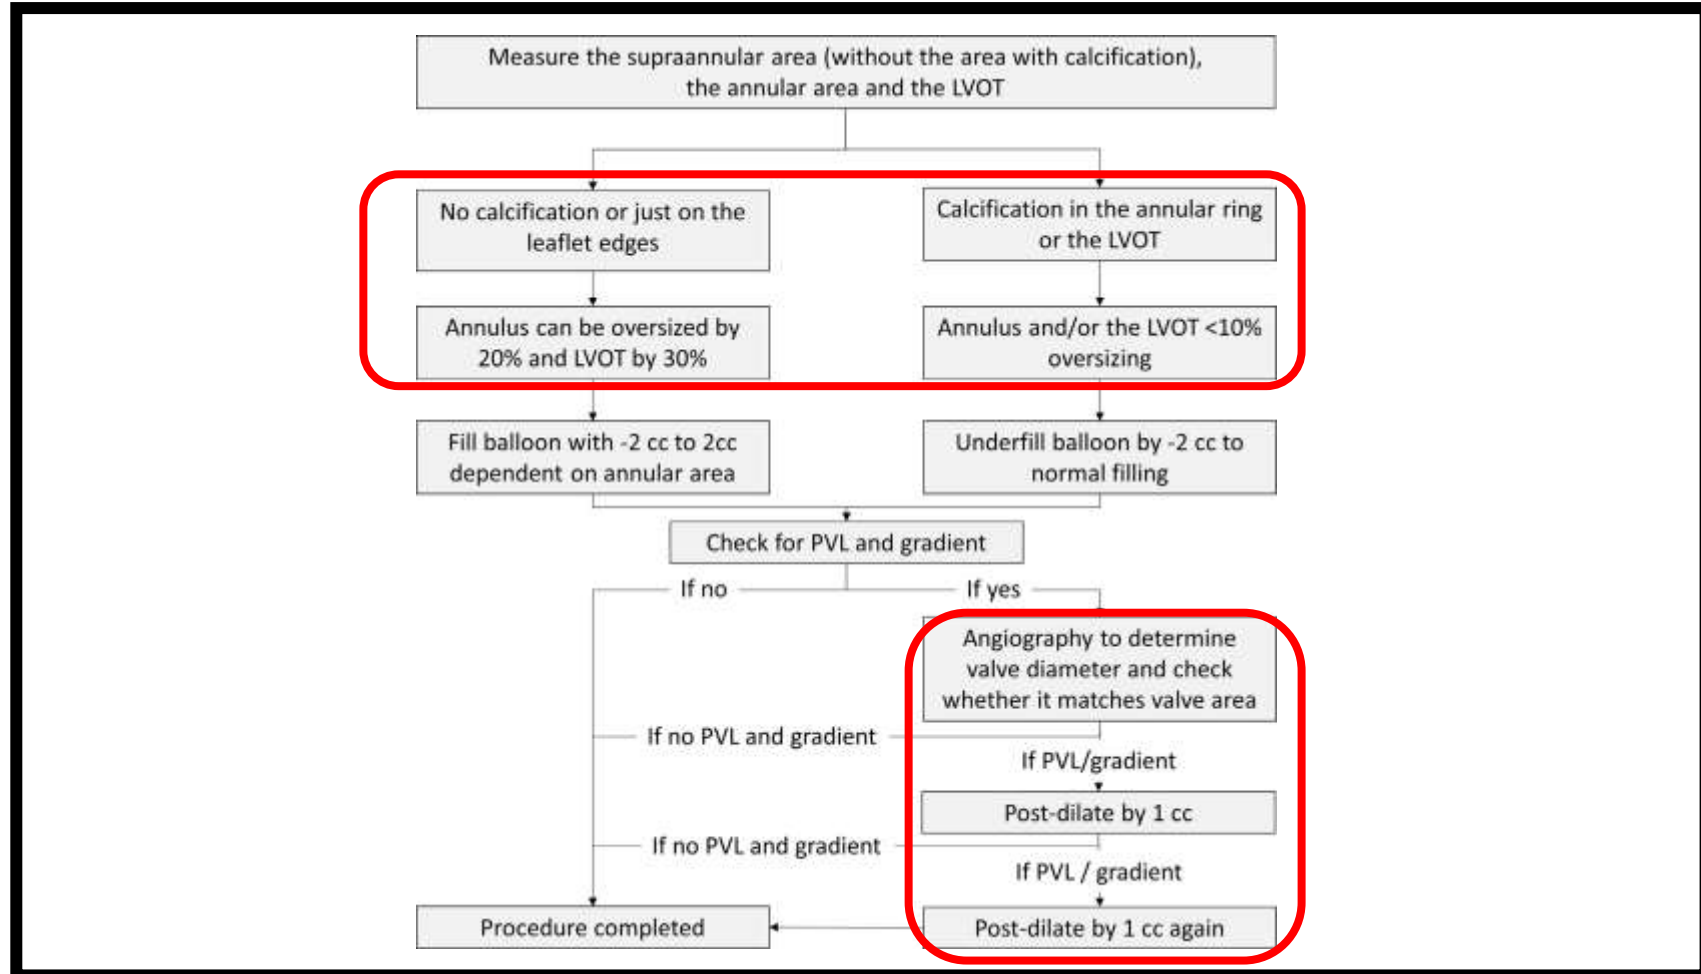 Measure the supraannular area (without the area with calcification),
the annular area and the LVOT
No calcification or just on the
leaflet edges
Calcification in the annular ring
or the LVOT
Annulus can be oversized by
20% and LVOT by 30%
Annulus and/or the LVOT <10%
oversizing
Fill balloon with -2 cc to 2cc
dependent on annular area
Underfill balloon by -2 cc to
normal filling
Check for PVL and gradient
If no
If yes
Angiography to determine
valve diameter and check
whether it matches valve area
If no PVL and gradient
If PVL/gradient
Post-dilate by 1 cc
If no PVL and gradient
If PVL / gradient
Procedure completed
Post-dilate by 1 cc again